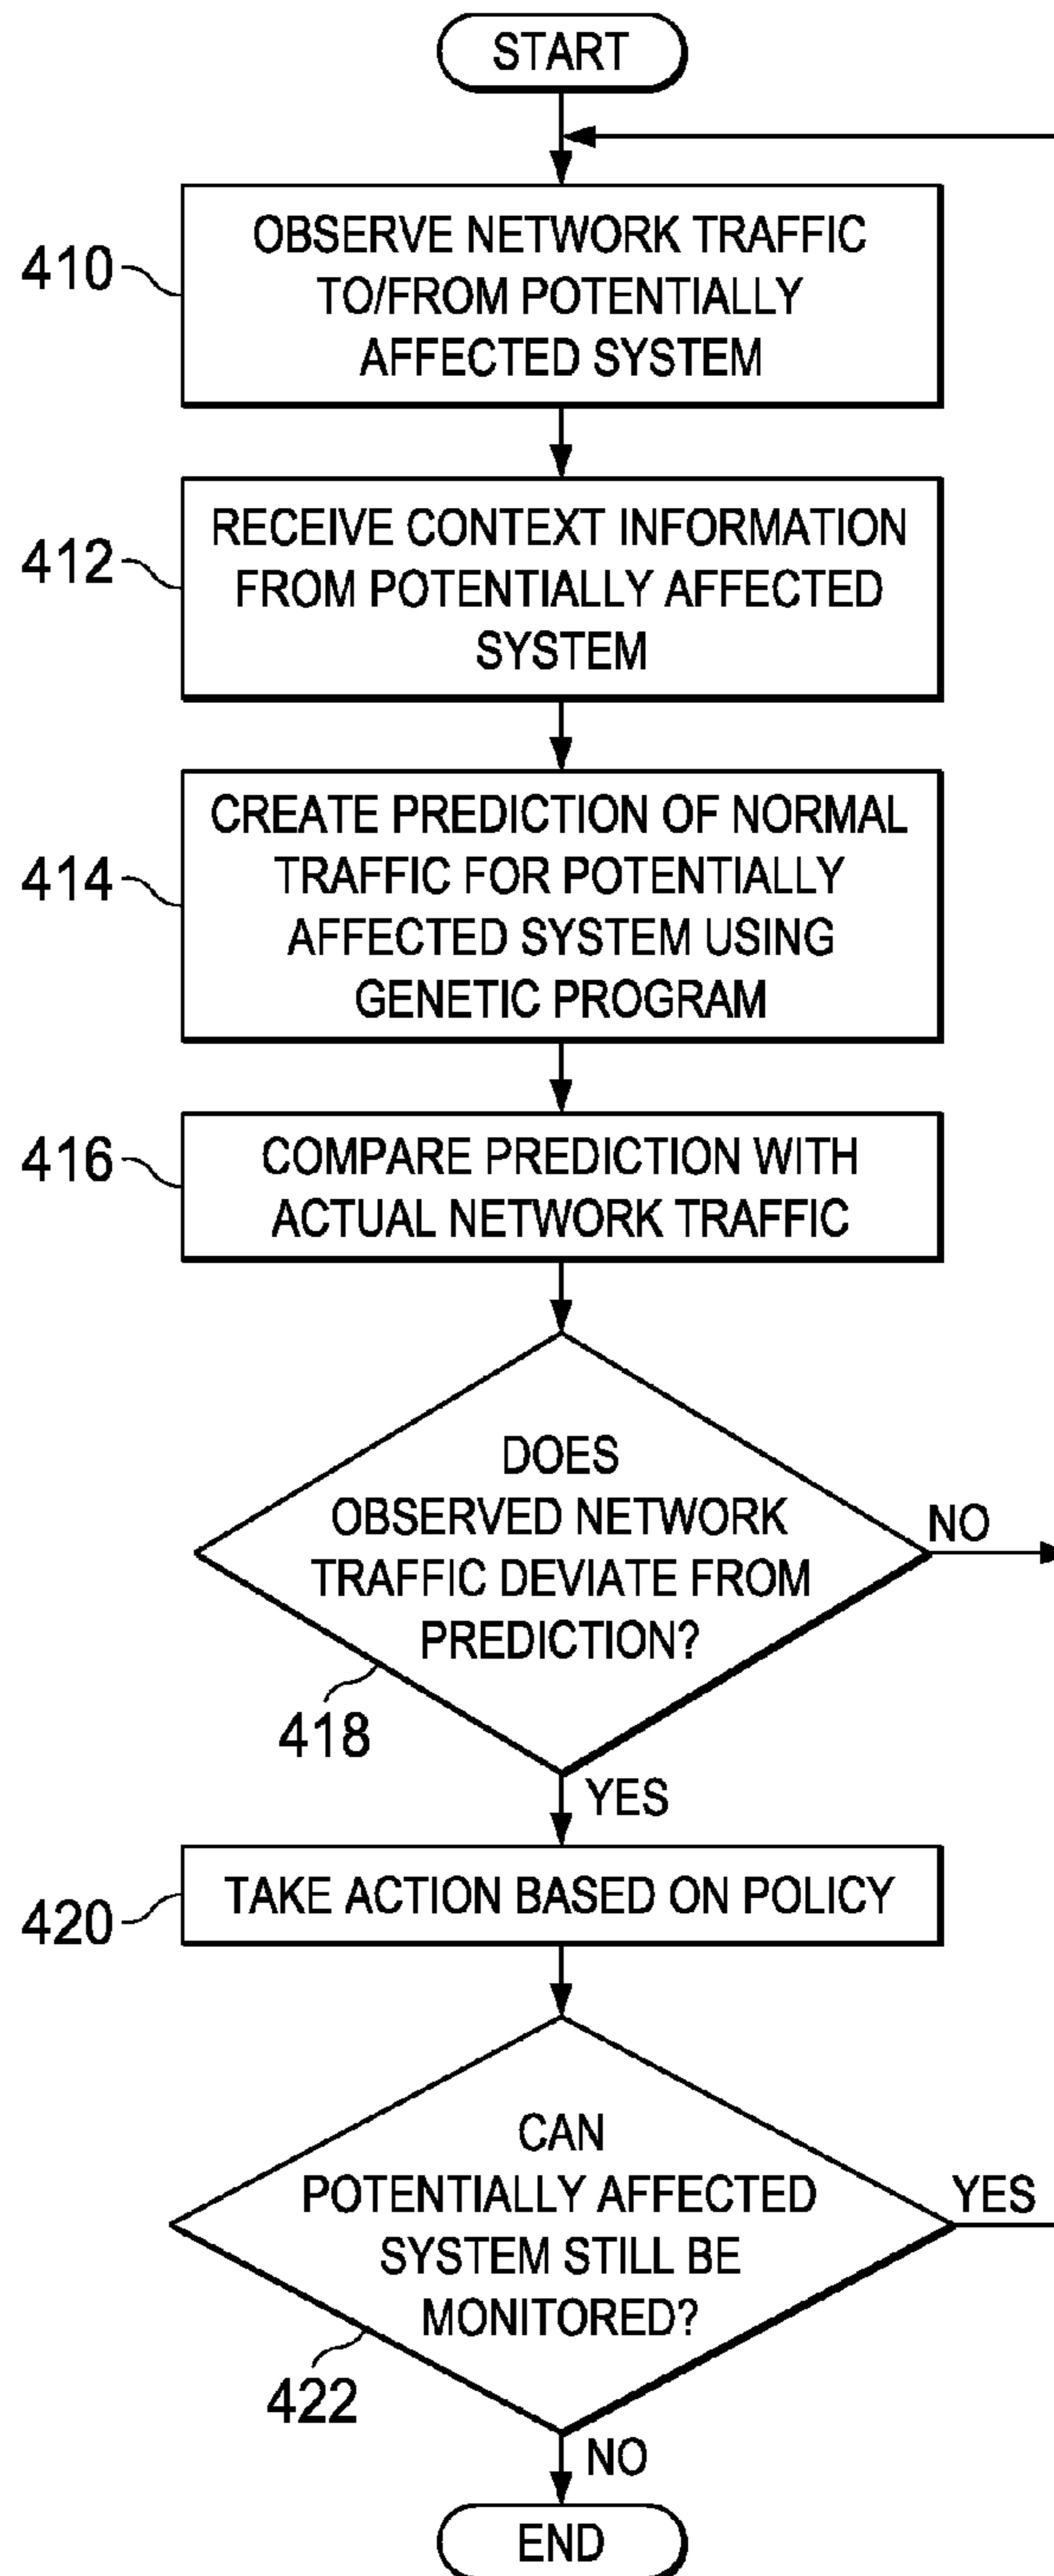 START
410
OBSERVE NETWORK TRAFFIC
TO/FROM POTENTIALLY
AFFECTED SYSTEM
412
RECEIVE CONTEXT INFORMATION
FROM POTENTIALLY AFFECTED
SYSTEM
414
CREATE PREDICTION OF NORMAL
TRAFFIC FOR POTENTIALLY
AFFECTED SYSTEM USING
GENETIC PROGRAM
416
COMPARE PREDICTION WITH
ACTUAL NETWORK TRAFFIC
DOES
OBSERVED NETWORK
TRAFFIC DEVIATE FROM
PREDICTION?
NO
418
YES
420
TAKE ACTION BASED ON POLICY
CAN
POTENTIALLY AFFECTED
SYSTEM STILL BE
MONITORED?
YES
422
NO
END